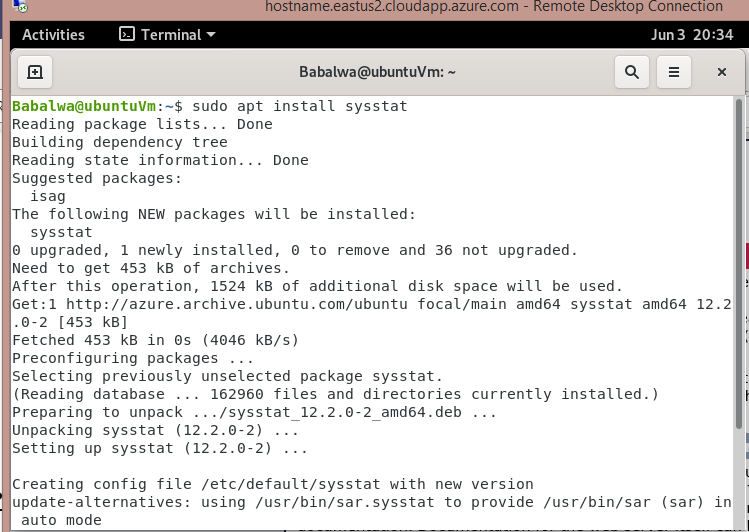 hostname.eastus2.cloudapp.azure.com - Remote Desktop Connection
Activities Terminal Jun 3 20:34
Babalwa@ubuntuVm: ~
Babalwa@ubuntuVm:~$ sudo apt install sysstat
Reading package lists... Done
Building dependency tree
Reading state information... Done
Suggested packages:
isag
The following NEW packages will be installed:
sysstat
0 upgraded, 1 newly installed, 0 to remove and 36 not upgraded.
Need to get 453 kB of archives.
After this operation, 1524 kB of additional disk space will be used.
Get:1 http://azure.archive.ubuntu.com/ubuntu focal/main amd64 sysstat amd64 12.2
.0-2 [453 kB]
Fetched 453 kB in 0s (4046 kB/s)
Preconfiguring packages ...
Selecting previously unselected package sysstat.
(Reading database ... 162960 files and directories currently installed.)
Preparing to unpack .../sysstat_12.2.0-2_amd64.deb ...
Unpacking sysstat (12.2.0-2) ...
Setting up sysstat (12.2.0-2) ...
Creating config file /etc/default/sysstat with new version
update-alternatives: using /usr/bin/sar.sysstat to provide /usr/bin/sar (sar) in
auto mode